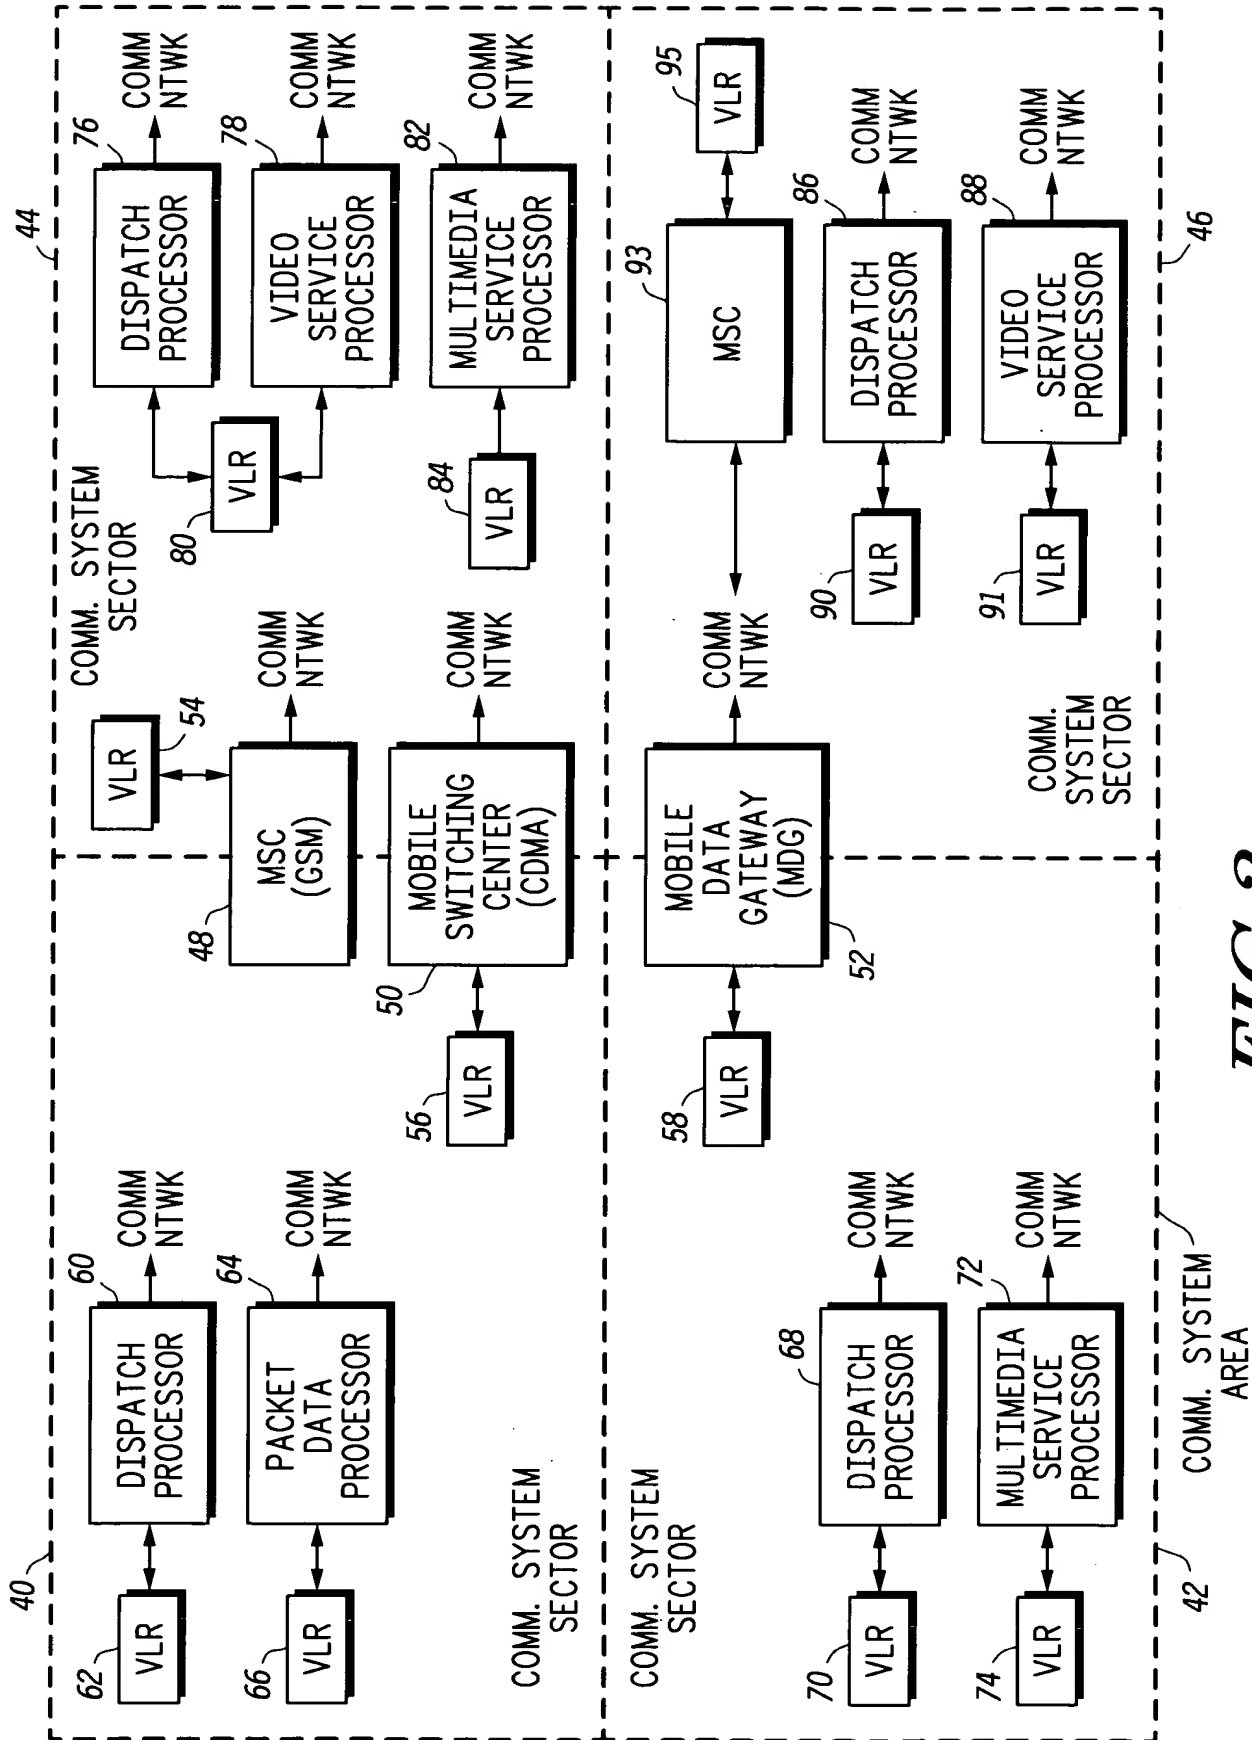 40
62
VLR
60
DISPATCH
PROCESSOR
COMM
NTWK
66
VLR
64
PACKET
DATA
PROCESSOR
COMM
NTWK
COMM. SYSTEM
SECTOR
VLR
54
48
MSC
(GSM)
COMM
NTWK
56
VLR
50
MOBILE
SWITCHING
CENTER
(CDMA)
COMM
NTWK
44
COMM. SYSTEM
SECTOR
80
VLR
76
DISPATCH
PROCESSOR
COMM
NTWK
78
VIDEO
SERVICE
PROCESSOR
COMM
NTWK
84
VLR
82
MULTIMEDIA
SERVICE
PROCESSOR
COMM
NTWK
COMM. SYSTEM
SECTOR
58
VLR
MOBILE
DATA
GATEWAY
(MDG)
52
COMM
NTWK
93
MSC
95
VLR
70
VLR
68
DISPATCH
PROCESSOR
COMM
NTWK
74
VLR
72
MULTIMEDIA
SERVICE
PROCESSOR
COMM
NTWK
90
VLR
86
DISPATCH
PROCESSOR
COMM
NTWK
91
VLR
88
VIDEO
SERVICE
PROCESSOR
COMM
NTWK
COMM.
SYSTEM
SECTOR
42
COMM. SYSTEM
AREA
46
FIG